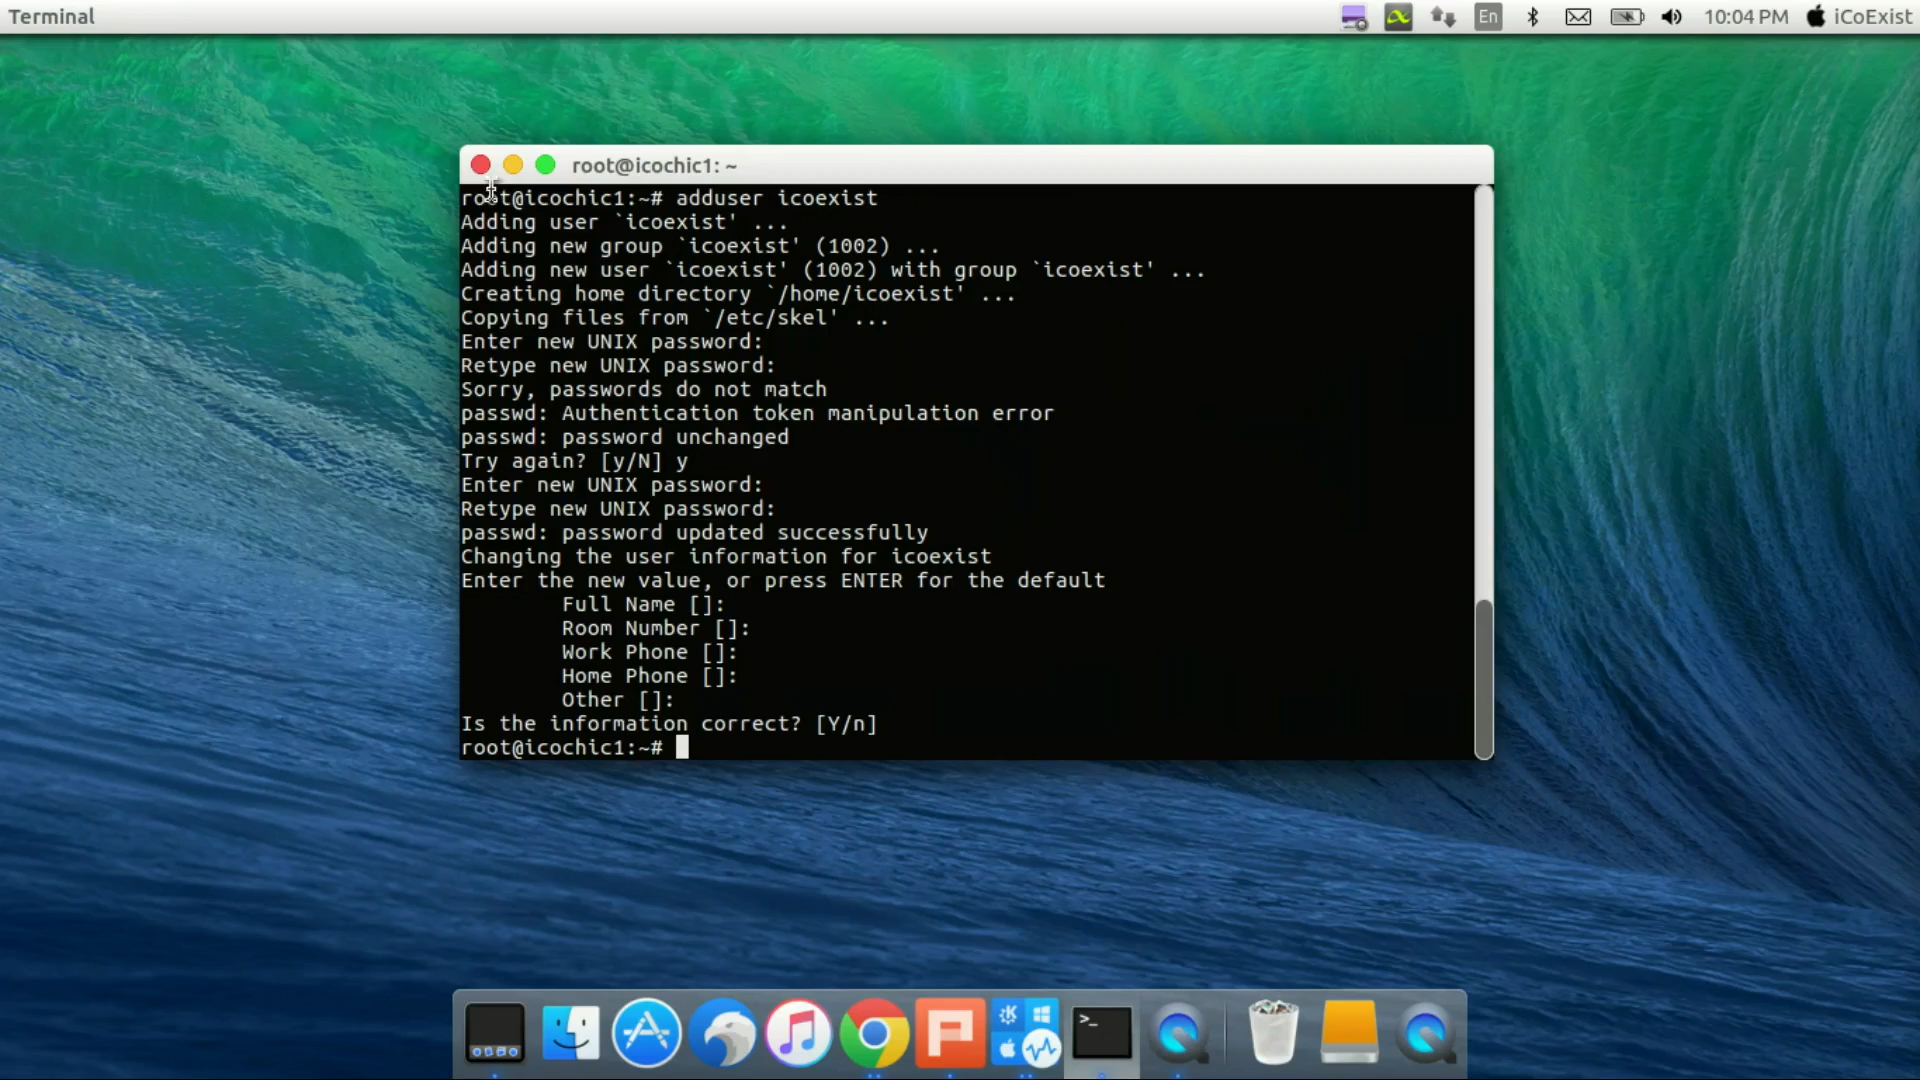 Terminal
En
10:04 PM
iCoExist
root@icochic1: ~
root@icochic1:~# adduser icoexist
Adding user `icoexist' ...
Adding new group `icoexist' (1002) ...
Adding new user `icoexist' (1002) with group `icoexist' ...
Creating home directory `/home/icoexist' ...
Copying files from `/etc/skel' ...
Enter new UNIX password:
Retype new UNIX password:
Sorry, passwords do not match
passwd: Authentication token manipulation error
passwd: password unchanged
Try again? [y/N] y
Enter new UNIX password:
Retype new UNIX password:
passwd: password updated successfully
Changing the user information for icoexist
Enter the new value, or press ENTER for the default
Full Name []:
Room Number []:
Work Phone []:
Home Phone []:
Other []:
Is the information correct? [Y/n]
root@icochic1:~#